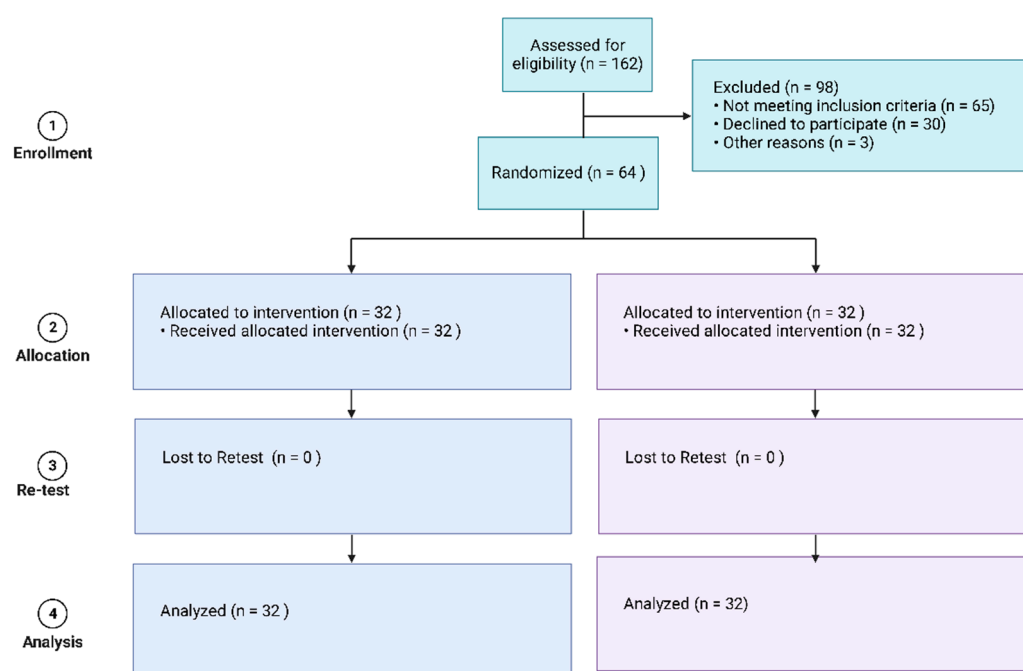 Assessed for
eligibility (n = 162)
Excluded (n = 98)
• Not meeting inclusion criteria (n = 65)
• Declined to participate (n = 30)
• Other reasons (n = 3)
1
Enrollment
Randomized (n = 64 )
2
Allocation
Allocated to intervention (n = 32 )
• Received allocated intervention (n = 32 )
Allocated to intervention (n = 32 )
• Received allocated intervention (n = 32 )
3
Re-test
Lost to Retest (n = 0 )
Lost to Retest (n = 0 )
4
Analysis
Analyzed (n = 32 )
Analyzed (n = 32)